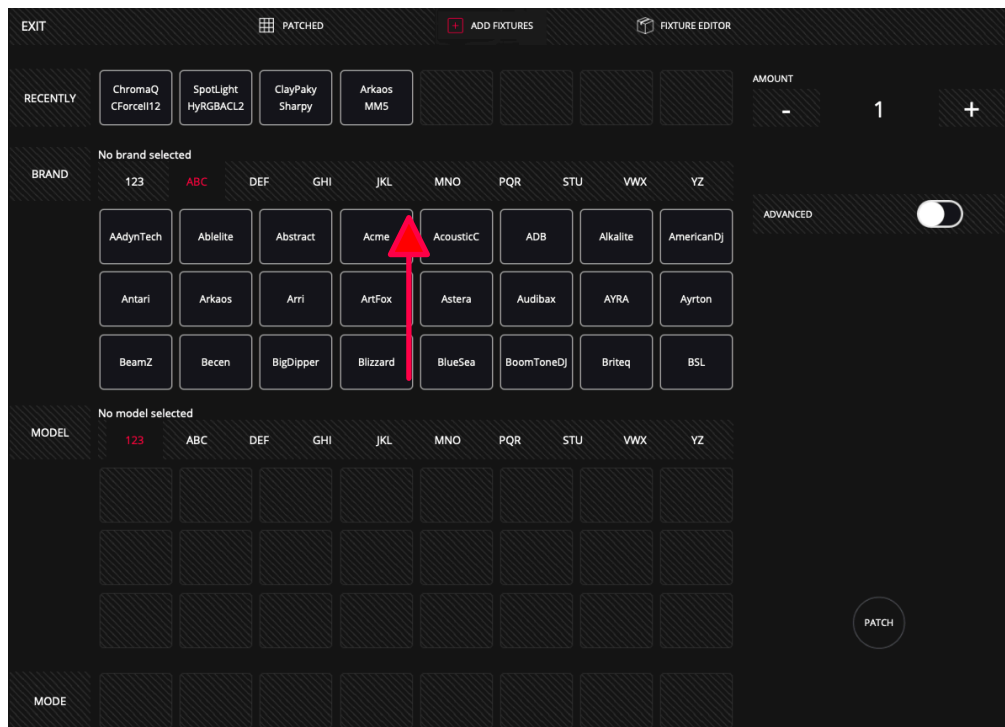 EXIT
PATCHED
ADD FIXTURES
FIXTURE EDITOR
RECENTLY
ChromaQ
CForceII12
SpotLight
HyRGBACL2
ClayPaky
Sharpy
Arkaos
MM5
AMOUNT
- 1 +
BRAND
No brand selected
123 ABC DEF GHI JKL MNO PQR STU VWX YZ
ADVANCED
AAdynTech Ablelite Abstract Acme AcousticC ADB Alkalite AmericanDj
Antari Arkaos Arri ArtFox Astera Audibax AYRA Ayrton
BeamZ Becen BigDipper Blizzard BlueSea BoomToneDJ Briteq BSL
MODEL
No model selected
123 ABC DEF GHI JKL MNO PQR STU VWX YZ
PATCH
MODE